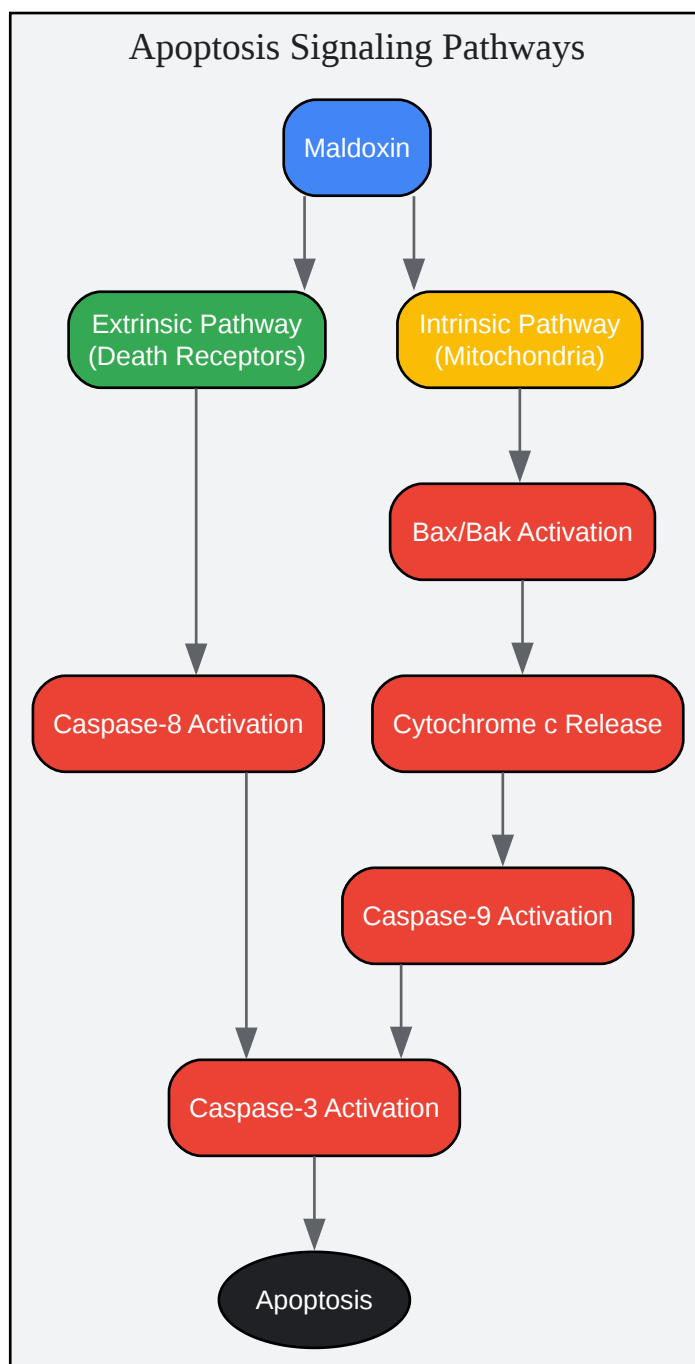 Apoptosis Signaling Pathways
Maldoxin
Extrinsic Pathway
(Death Receptors)
Intrinsic Pathway
(Mitochondria)
Bax/Bak Activation
Caspase-8 Activation
Cytochrome c Release
Caspase-9 Activation
Caspase-3 Activation
Apoptosis